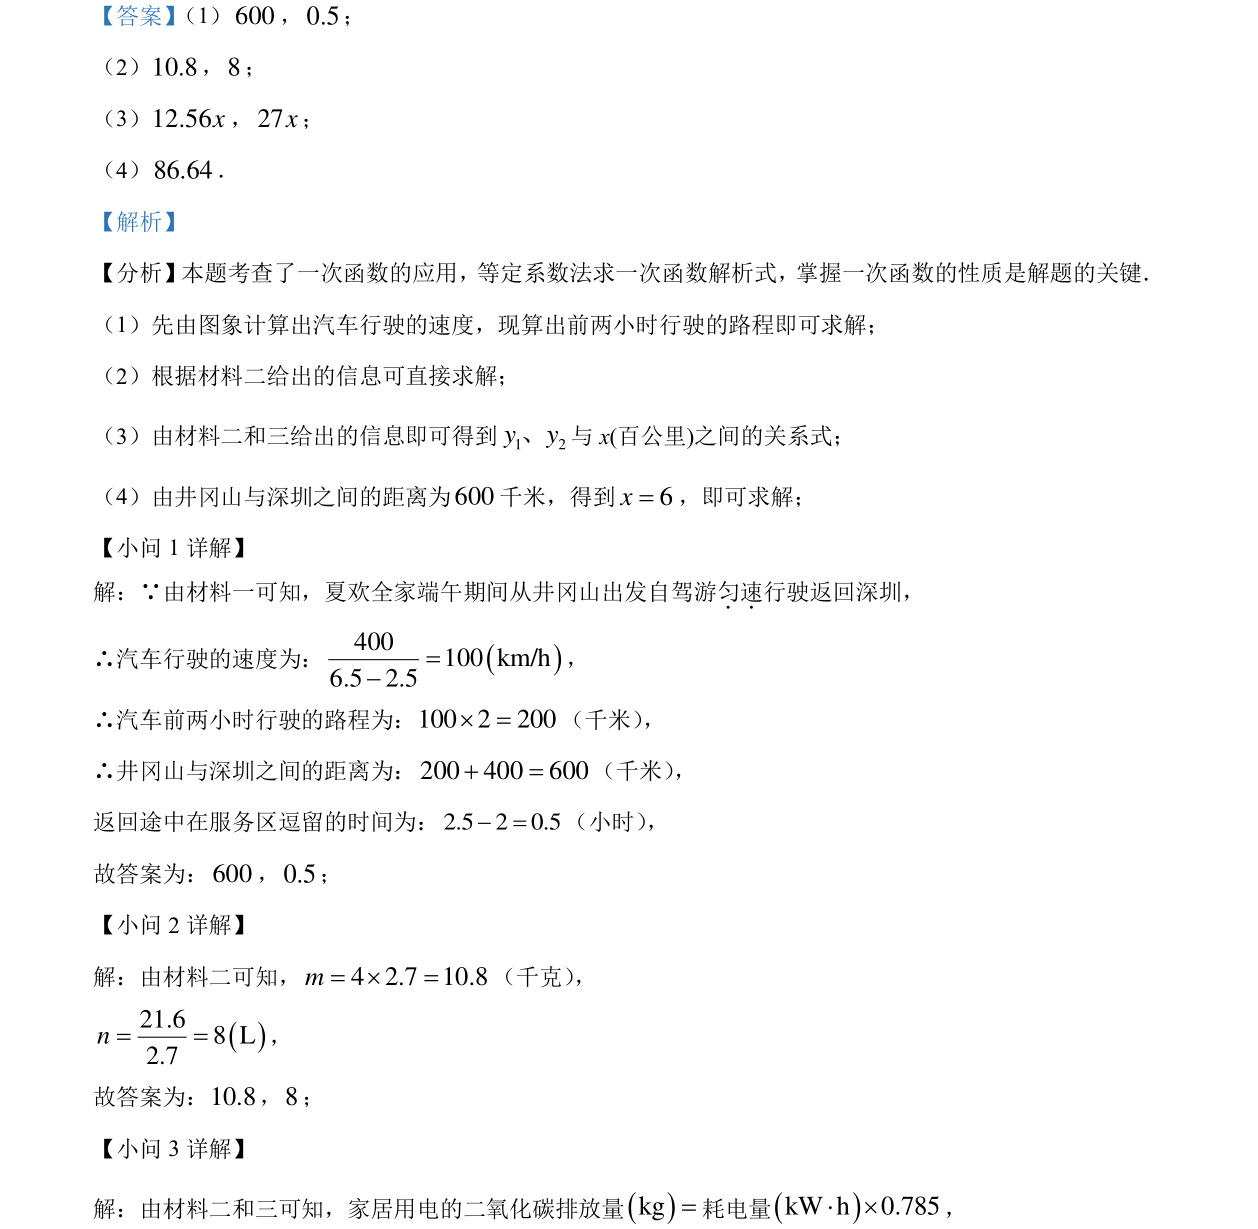 【答案】（1）600，0.5；
（2）10.8，8；
（3）12.56x，27x；
（4）86.64．
【解析】
【分析】本题考查了一次函数的应用，等定系数法求一次函数解析式，掌握一次函数的性质是解题的关键．
（1）先由图象计算出汽车行驶的速度，现算出前两小时行驶的路程即可求解；
（2）根据材料二给出的信息可直接求解；
（3）由材料二和三给出的信息即可得到 y₁、y₂ 与 x(百公里)之间的关系式；
（4）由井冈山与深圳之间的距离为600 千米，得到 x = 6，即可求解；
【小问 1 详解】
解：∵由材料一可知，夏欢全家端午期间从井冈山出发自驾游匀速行驶返回深圳，
∴汽车行驶的速度为：400/(6.5−2.5) = 100(km/h)，
∴汽车前两小时行驶的路程为：100×2 = 200（千米），
∴井冈山与深圳之间的距离为：200+400 = 600（千米），
返回途中在服务区逗留的时间为：2.5−2 = 0.5（小时），
故答案为：600，0.5；
【小问 2 详解】
解：由材料二可知，m = 4×2.7 = 10.8（千克），
n = 21.6/2.7 = 8(L)，
故答案为：10.8，8；
【小问 3 详解】
解：由材料二和三可知，家居用电的二氧化碳排放量(kg) = 耗电量(kW·h)×0.785，